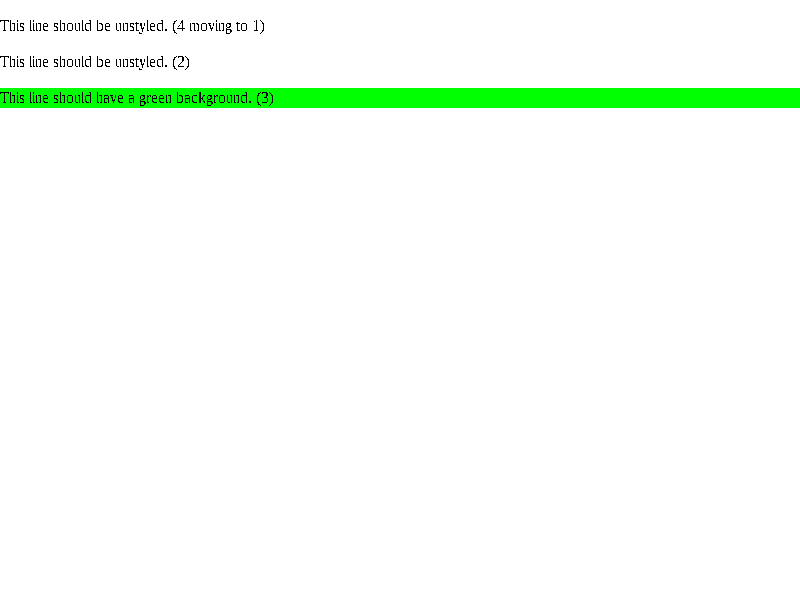 This line should be unstyled. (4 moving to 1)
This line should be unstyled. (2)
This line should have a green background. (3)